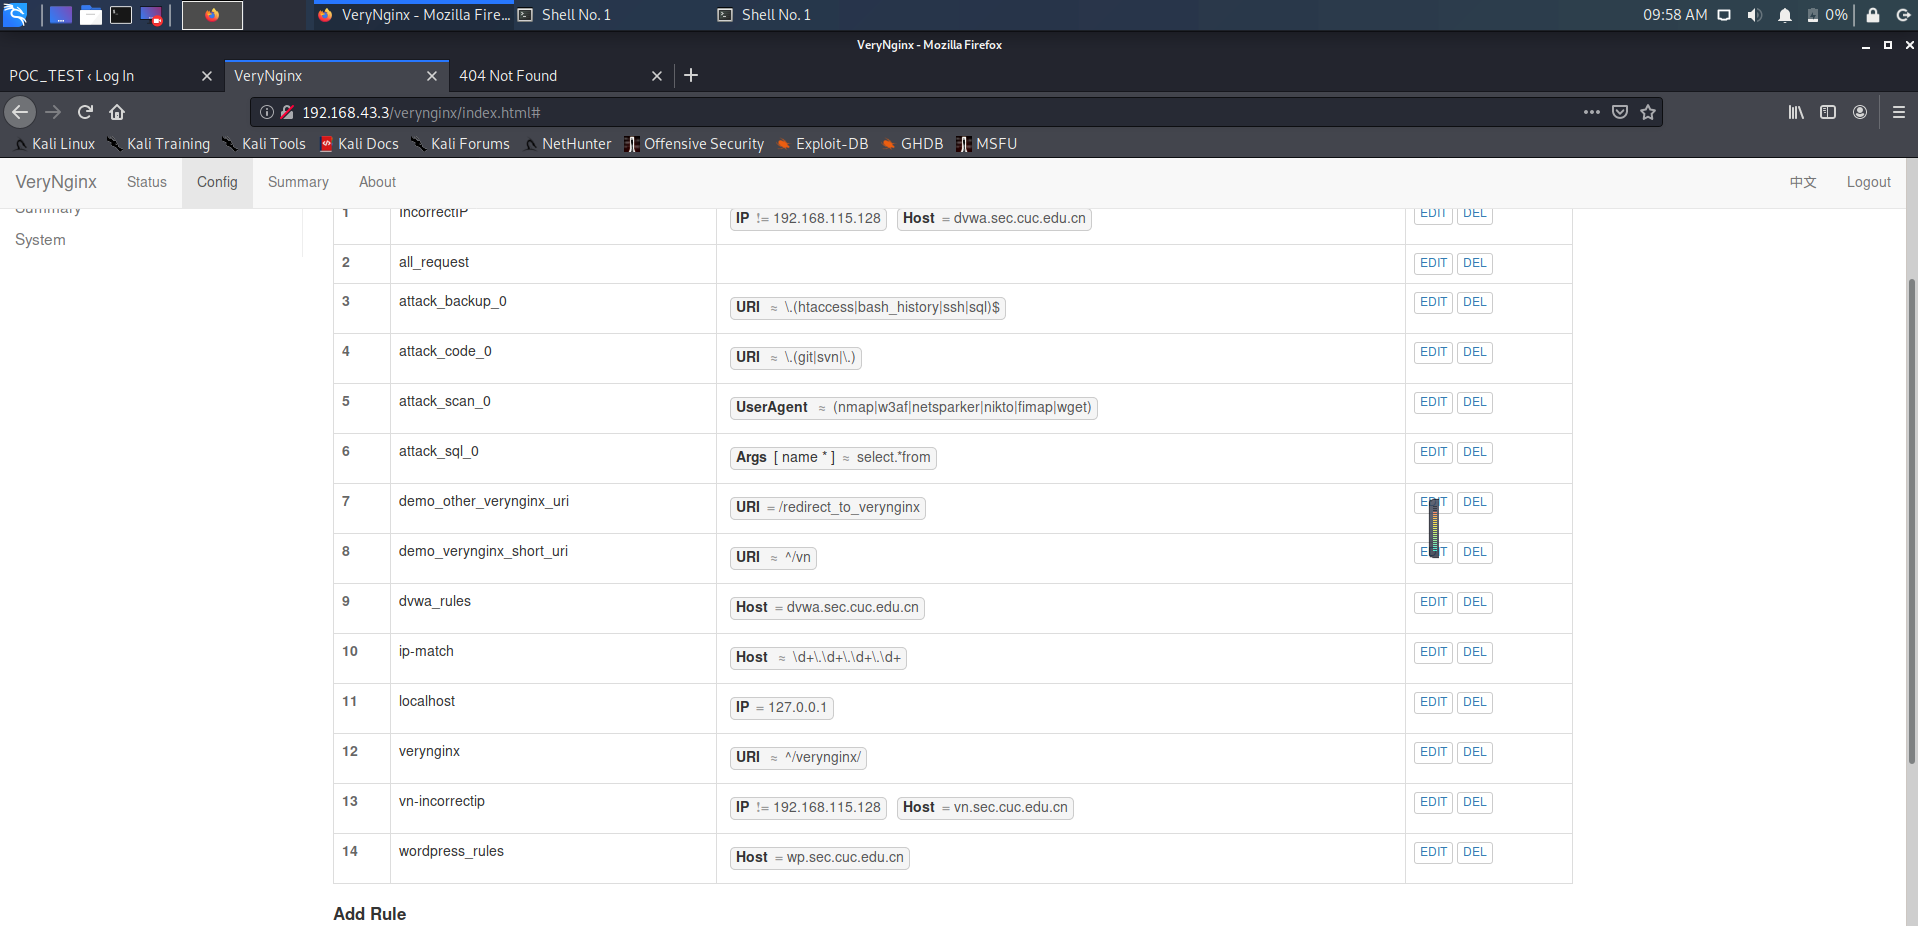 VeryNginx - Mozilla Fire... Shell No. 1 Shell No. 1 09:58 AM 0%
VeryNginx - Mozilla Firefox
POC_TEST ‹ Log In VeryNginx 404 Not Found
192.168.43.3/verynginx/index.html#
Kali Linux Kali Training Kali Tools Kali Docs Kali Forums NetHunter Offensive Security Exploit-DB GHDB MSFU
VeryNginx Status Config Summary About 中文 Logout
Summary
System
1 IncorrectIP IP != 192.168.115.128 Host = dvwa.sec.cuc.edu.cn EDIT DEL
2 all_request EDIT DEL
3 attack_backup_0 URI ≈ \.(htaccess|bash_history|ssh|sql)$ EDIT DEL
4 attack_code_0 URI ≈ \.(git|svn|\.) EDIT DEL
5 attack_scan_0 UserAgent ≈ (nmap|w3af|netsparker|nikto|fimap|wget) EDIT DEL
6 attack_sql_0 Args [ name * ] ≈ select.*from EDIT DEL
7 demo_other_verynginx_uri URI = /redirect_to_verynginx EDIT DEL
8 demo_verynginx_short_uri URI ≈ ^/vn EDIT DEL
9 dvwa_rules Host = dvwa.sec.cuc.edu.cn EDIT DEL
10 ip-match Host ≈ \d+\.\d+\.\d+\.\d+ EDIT DEL
11 localhost IP = 127.0.0.1 EDIT DEL
12 verynginx URI ≈ ^/verynginx/ EDIT DEL
13 vn-incorrectip IP != 192.168.115.128 Host = vn.sec.cuc.edu.cn EDIT DEL
14 wordpress_rules Host = wp.sec.cuc.edu.cn EDIT DEL
Add Rule